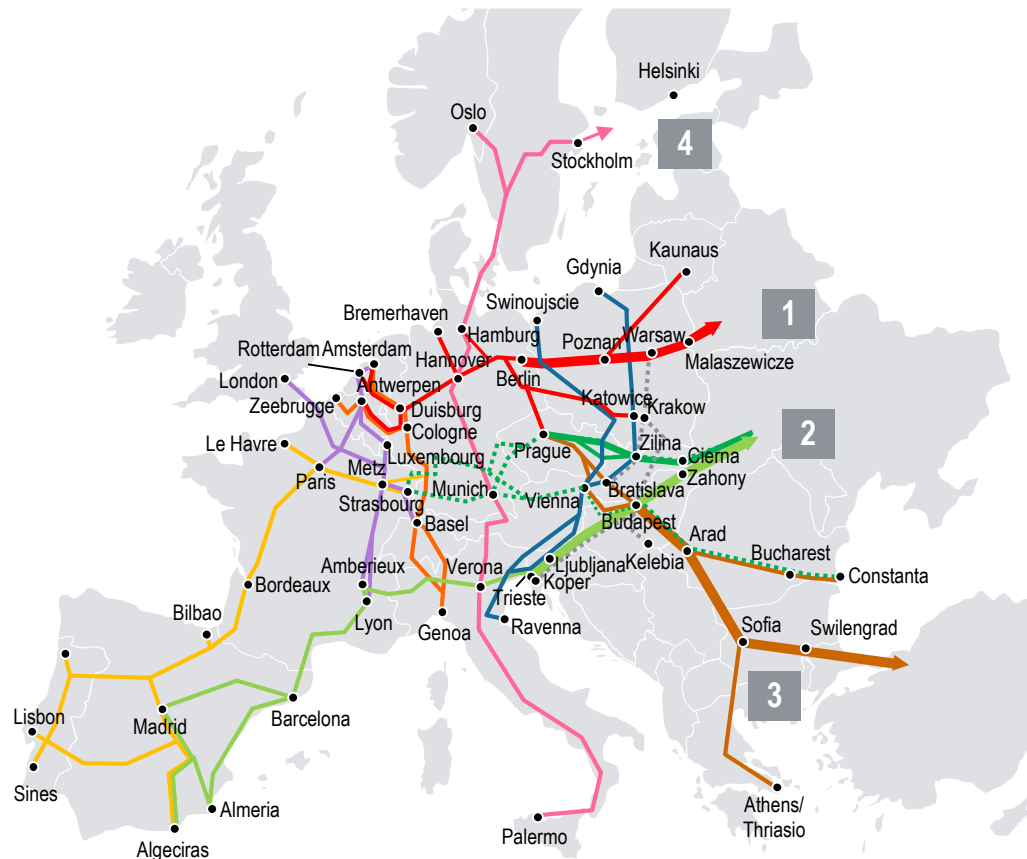 Helsinki
Oslo
4
Stockholm
Kaunaus
Gdynia
Swinoujscie
1
Bremerhaven
Hamburg
Poznan
Warsaw
Rotterdam
Amsterdam
Hannover
Malaszewicze
London
Antwerpen
Berlin
Zeebrugge
Duisburg
Katowice
Krakow
Cologne
2
Le Havre
Prague
Zilina
Cierna
Luxembourg
Metz
Zahony
Paris
Munich
Strasbourg
Vienna
Bratislava
Basel
Budapest
Arad
Bucharest
Amberieux
Verona
Ljubljana
Kelebia
Constanta
Bordeaux
Trieste
Koper
Bilbao
Lyon
Genoa
Ravenna
Sofia
Swilengrad
3
Lisbon
Madrid
Barcelona
Sines
Almeria
Athens/
Thriasio
Palermo
Algeciras